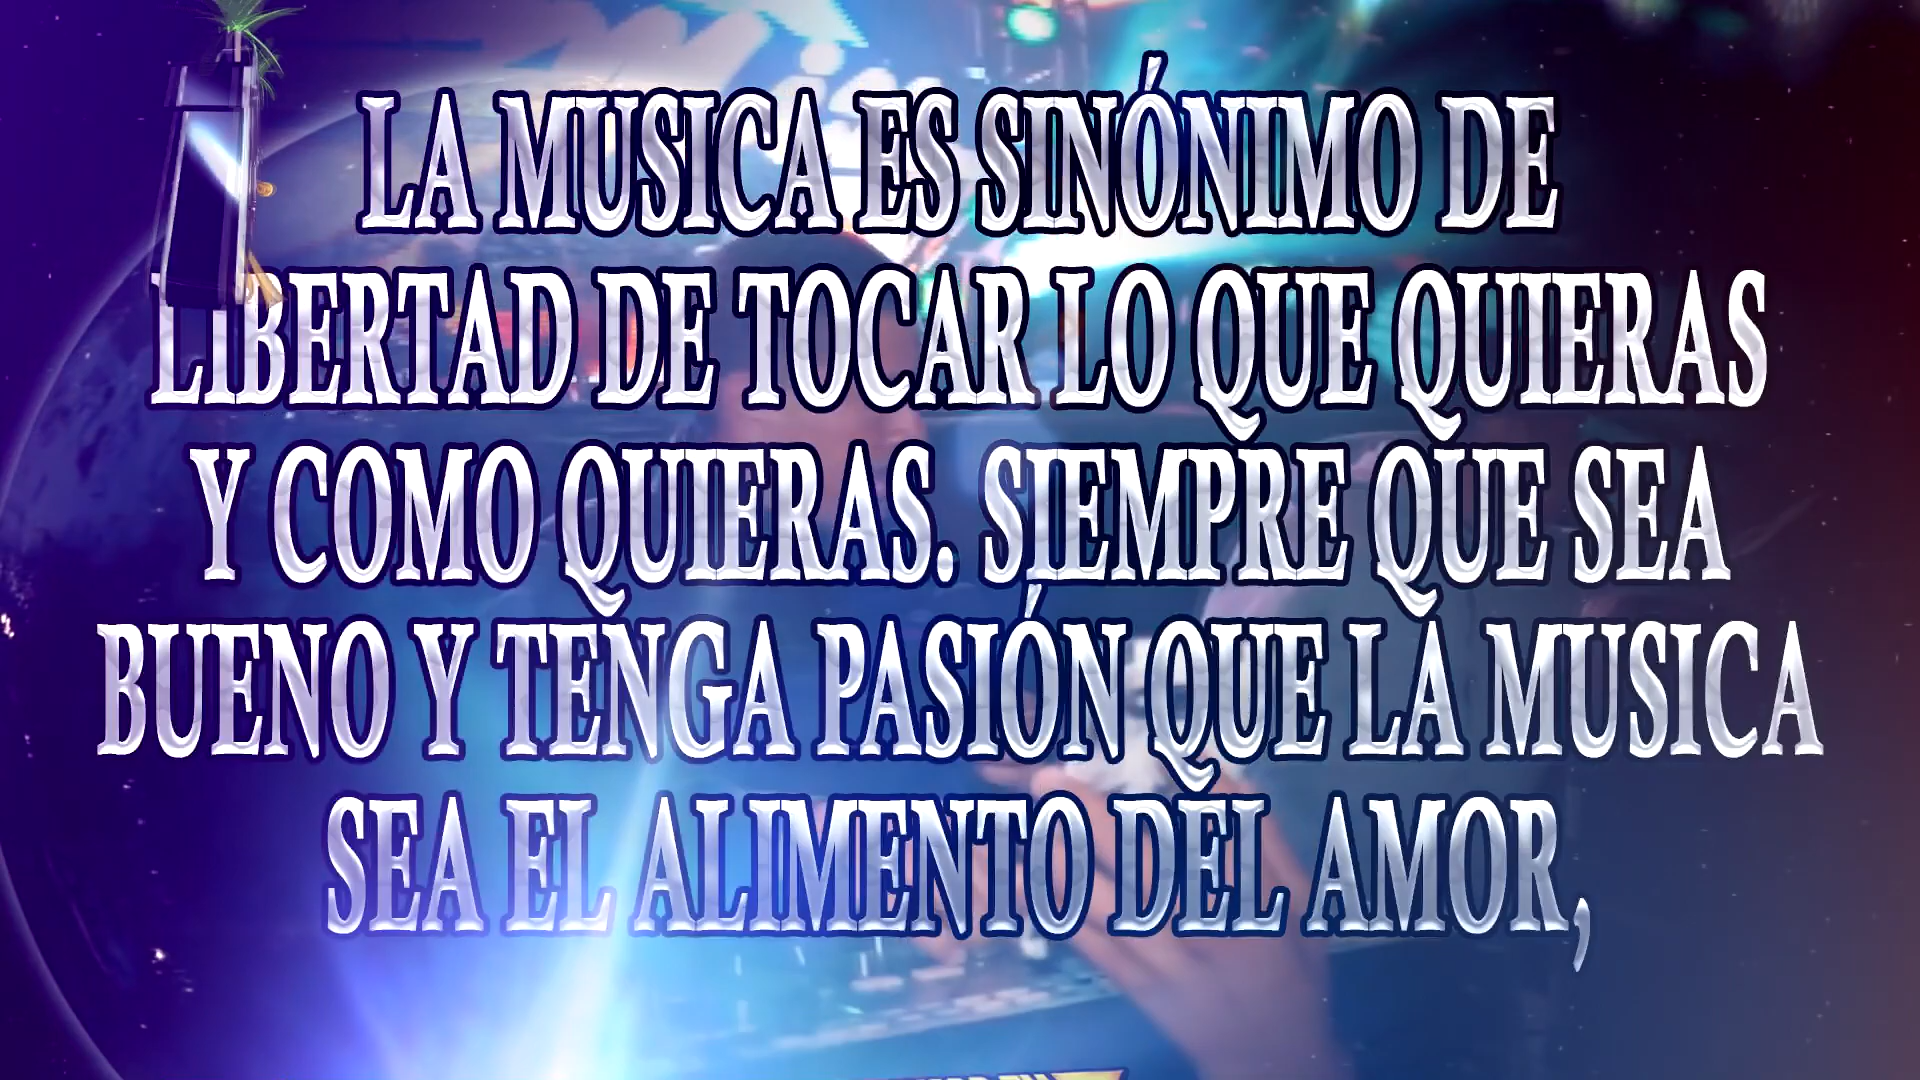 LA MUSICA ES SINÓNIMO DE
LIBERTAD DE TOCAR LO QUE QUIERAS
Y COMO QUIERAS. SIEMPRE QUE SEA
BUENO Y TENGA PASIÓN QUE LA MUSICA
SEA EL ALIMENTO DEL AMOR,